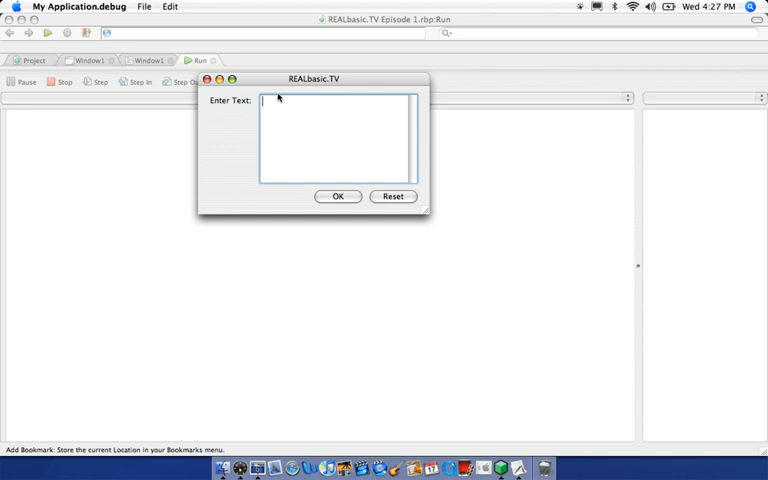 My Application.debug File Edit Wed 4:27 PM
REALbasic.TV Episode 1.rbp:Run
Project Window1 Window1 Run
Pause Stop Step Step In Step Ou
REALbasic.TV
Enter Text:
OK Reset
Add Bookmark: Store the current Location in your Bookmarks menu.
17